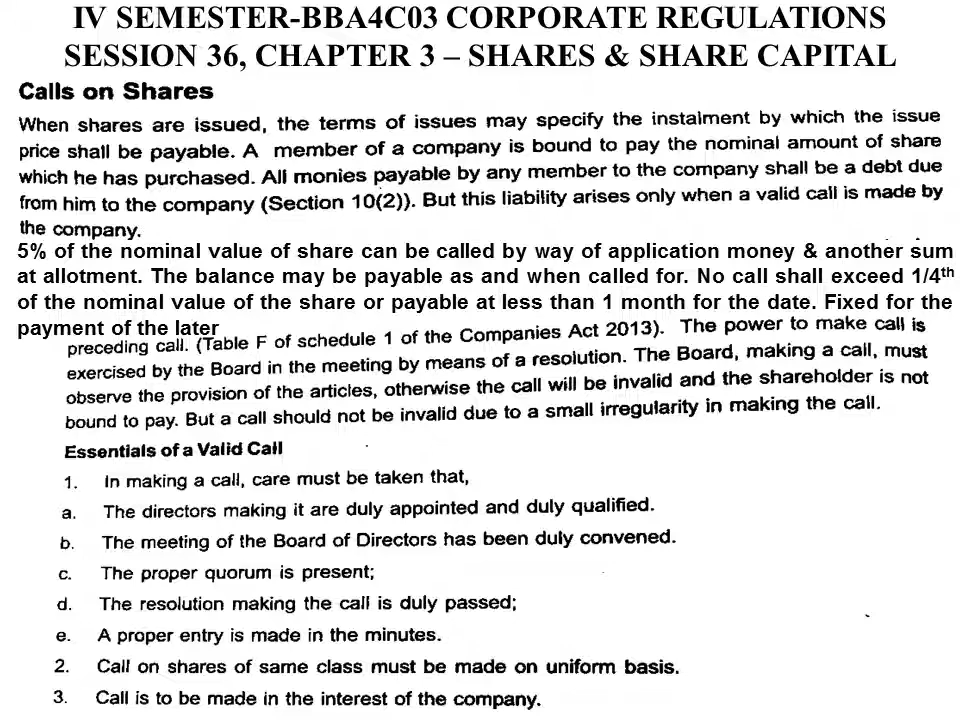 IV SEMESTER-BBA4C03 CORPORATE REGULATIONS
SESSION 36, CHAPTER 3 – SHARES & SHARE CAPITAL
Calls on Shares
When shares are issued, the terms of issues may specify the instalment by which the issue
price shall be payable. A member of a company is bound to pay the nominal amount of share
which he has purchased. All monies payable by any member to the company shall be a debt due
from him to the company (Section 10(2)). But this liability arises only when a valid call is made by
the company.
5% of the nominal value of share can be called by way of application money & another sum
at allotment. The balance may be payable as and when called for. No call shall exceed 1/4th
of the nominal value of the share or payable at less than 1 month for the date. Fixed for the
payment of the later
preceding call. (Table F of schedule 1 of the Companies Act 2013). The power to make call is
exercised by the Board in the meeting by means of a resolution. The Board, making a call, must
observe the provision of the articles, otherwise the call will be invalid and the shareholder is not
bound to pay. But a call should not be invalid due to a small irregularity in making the call.
Essentials of a Valid Call
1. In making a call, care must be taken that,
a. The directors making it are duly appointed and duly qualified.
b. The meeting of the Board of Directors has been duly convened.
c. The proper quorum is present;
d. The resolution making the call is duly passed;
e. A proper entry is made in the minutes.
2. Call on shares of same class must be made on uniform basis.
3. Call is to be made in the interest of the company.